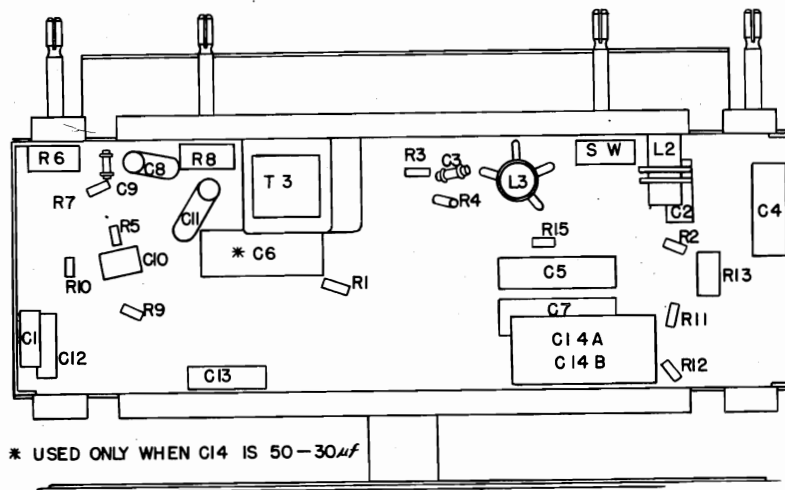 R6
C8
R8
R3
C3
S W
L2
C9
R7
T 3
L3
R4
C2
C4
C11
R5
R15
R2
* C6
C10
R10
C5
R13
R1
R9
C7
R11
C1
C12
C14A
C14B
R12
C13
* USED ONLY WHEN C14 IS 50-30µf